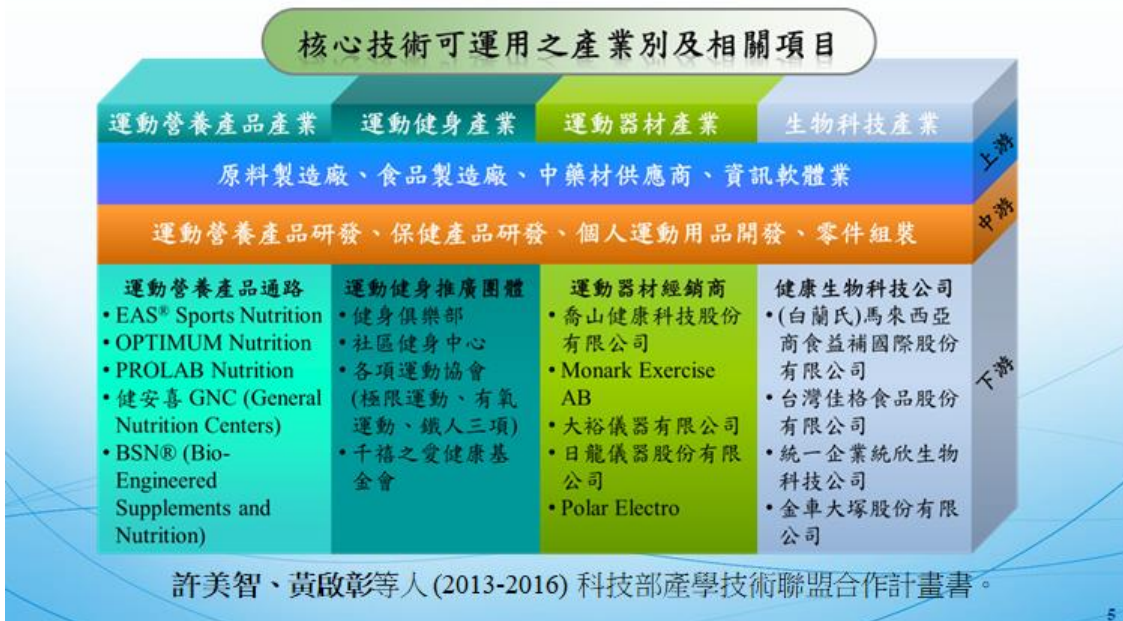 核心技術可運用之產業別及相關項目
運動營養產品產業
運動健身產業
運動器材產業
生物科技產業
上游
原料製造廠、食品製造廠、中藥材供應商、資訊軟體業
中游
運動營養產品研發、保健產品研發、個人運動用品開發、零件組裝
下游
運動營養產品通路
• EAS® Sports Nutrition
• OPTIMUM Nutrition
• PROLAB Nutrition
• 健安喜 GNC (General
Nutrition Centers)
• BSN® (Bio-
Engineered
Supplements and
Nutrition)
運動健身推廣團體
• 健身俱樂部
• 社區健身中心
• 各項運動協會
(極限運動、有氧
運動、鐵人三項)
• 千禧之愛健康基
金會
運動器材經銷商
• 喬山健康科技股份
有限公司
• Monark Exercise
AB
• 大裕儀器有限公司
• 日龍儀器股份有限
公司
• Polar Electro
健康生物科技公司
• (白蘭氏)馬來西亞
商食益補國際股份
有限公司
• 台灣佳格食品股份
有限公司
• 統一企業統欣生物
科技公司
• 金車大塚股份有限
公司
許美智、黃啟彰等人 (2013-2016) 科技部產學技術聯盟合作計畫書。
5